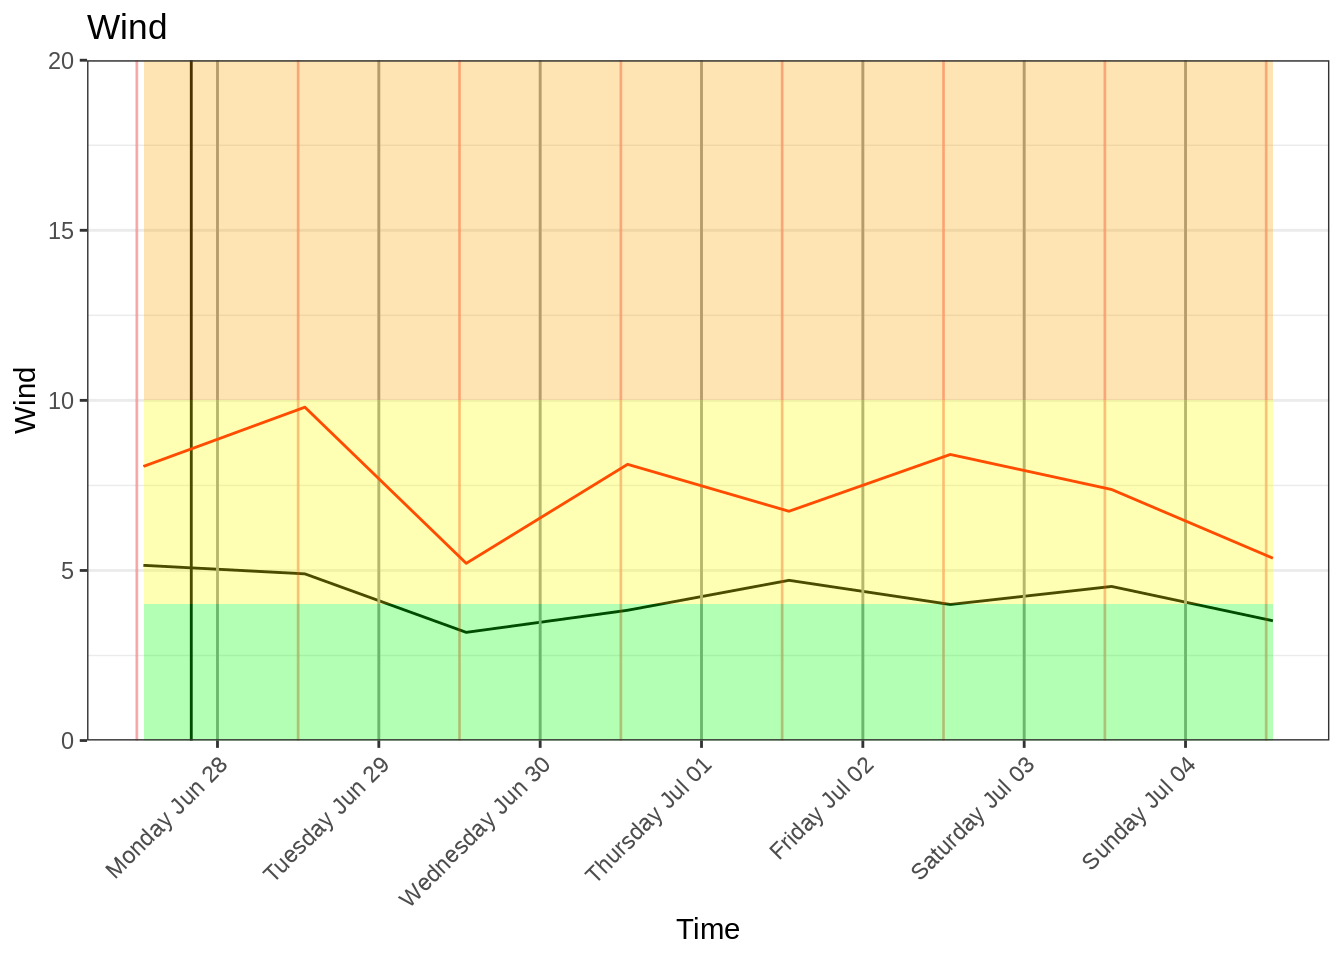 Wind
20
15
10
5
0
Wind
Monday Jun 28
Tuesday Jun 29
Wednesday Jun 30
Thursday Jul 01
Friday Jul 02
Saturday Jul 03
Sunday Jul 04
Time